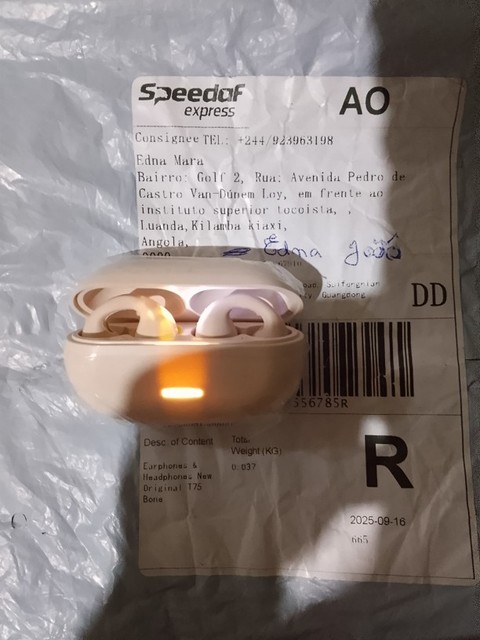 Speedaf
express
AO
Consignee TEL: +244/923963198
Edna Mara
Bairro: Golf 2, Rua: Avenida Pedro de
Castro Van-Dúnem Loy, em frente ao
instituto superior tocoista, ,
Luanda,Kilamba kiaxi,
Angola,
Edna João
Guangdong
DD
556785R
Desc. of Content
Total
Weight(KG)
Earphones &
Headphones New
Original T75
Bone
0.037
R
2025-09-16
665